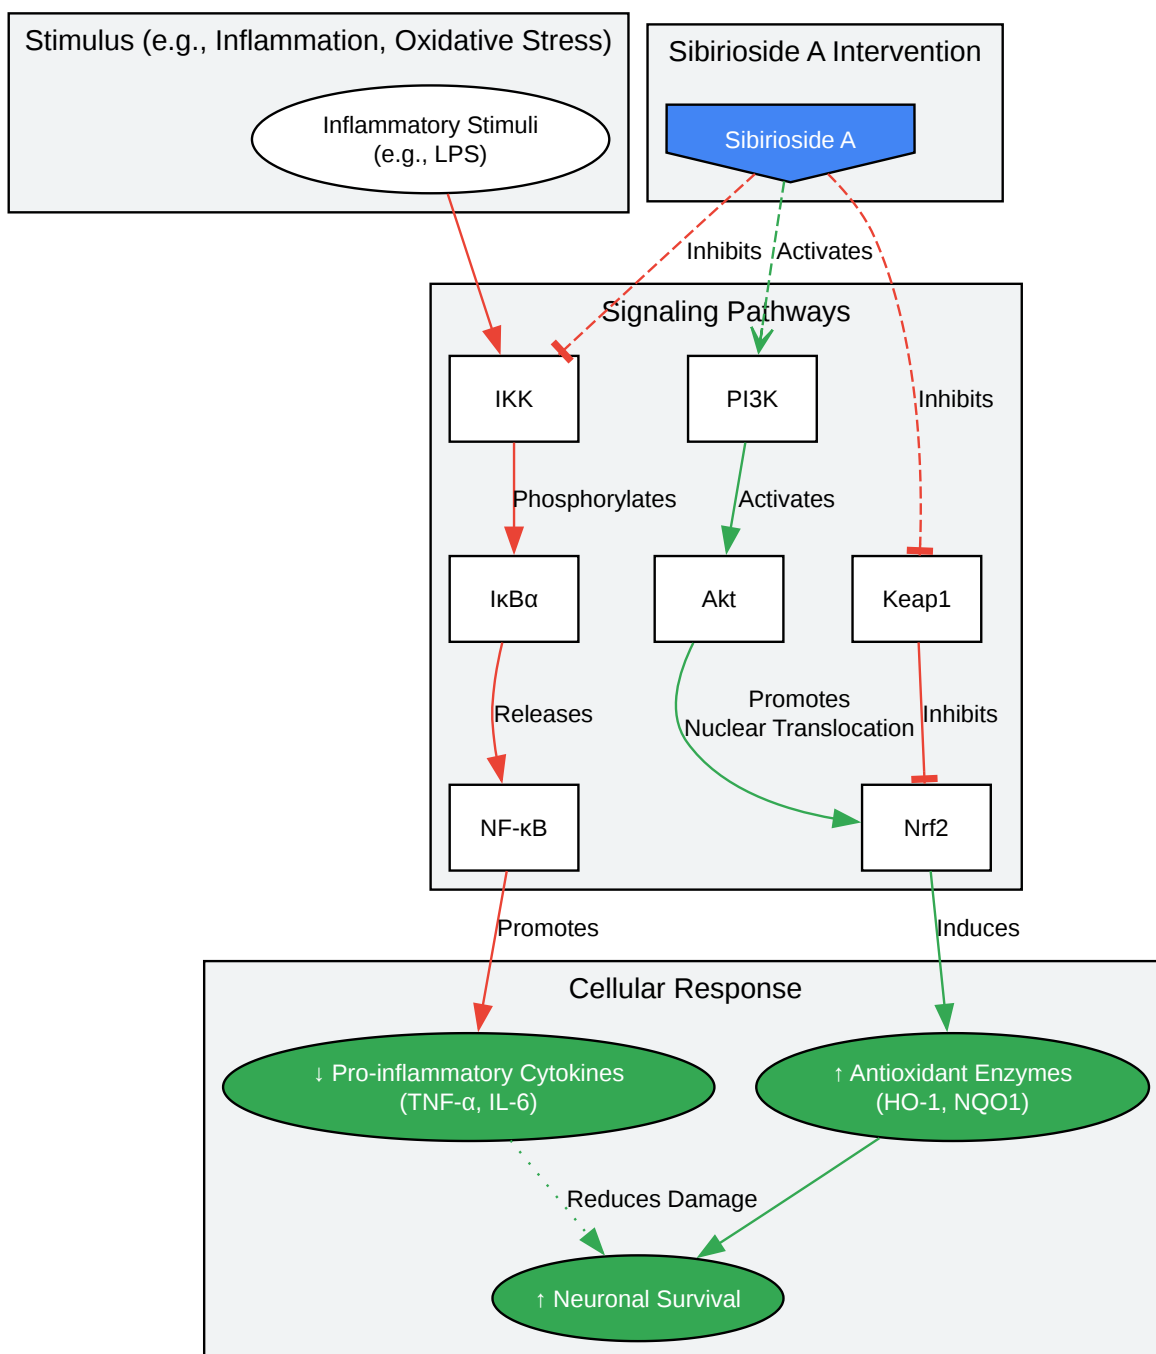 Stimulus (e.g., Inflammation, Oxidative Stress)
Inflammatory Stimuli
(e.g., LPS)
Sibirioside A Intervention
Sibirioside A
Inhibits
Activates
Signaling Pathways
IKK
PI3K
Inhibits
Phosphorylates
Activates
IκBα
Akt
Keap1
Releases
Promotes
Nuclear Translocation
Inhibits
NF-κB
Nrf2
Promotes
Induces
Cellular Response
↓ Pro-inflammatory Cytokines
(TNF-α, IL-6)
↑ Antioxidant Enzymes
(HO-1, NQO1)
Reduces Damage
↑ Neuronal Survival